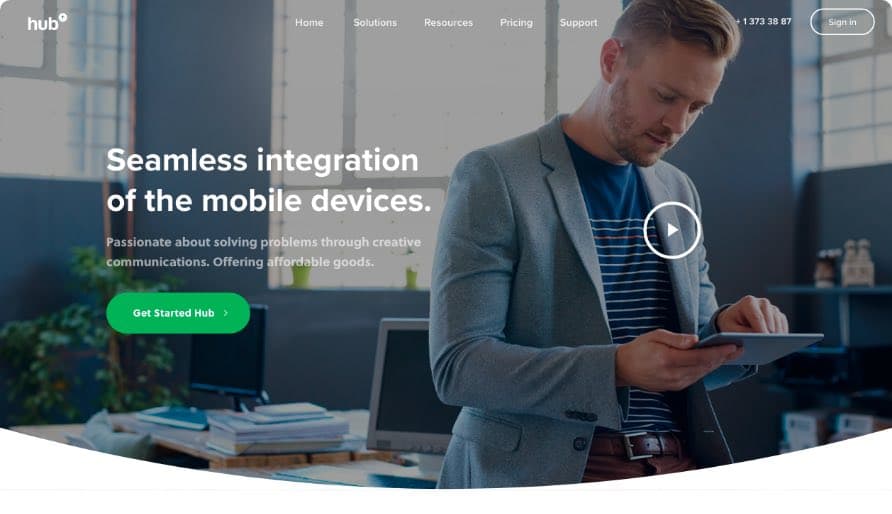 hub
Home Solutions Resources Pricing Support + 1 373 38 87 Sign in
Seamless integration
of the mobile devices.
Passionate about solving problems through creative
communications. Offering affordable goods.
Get Started Hub >